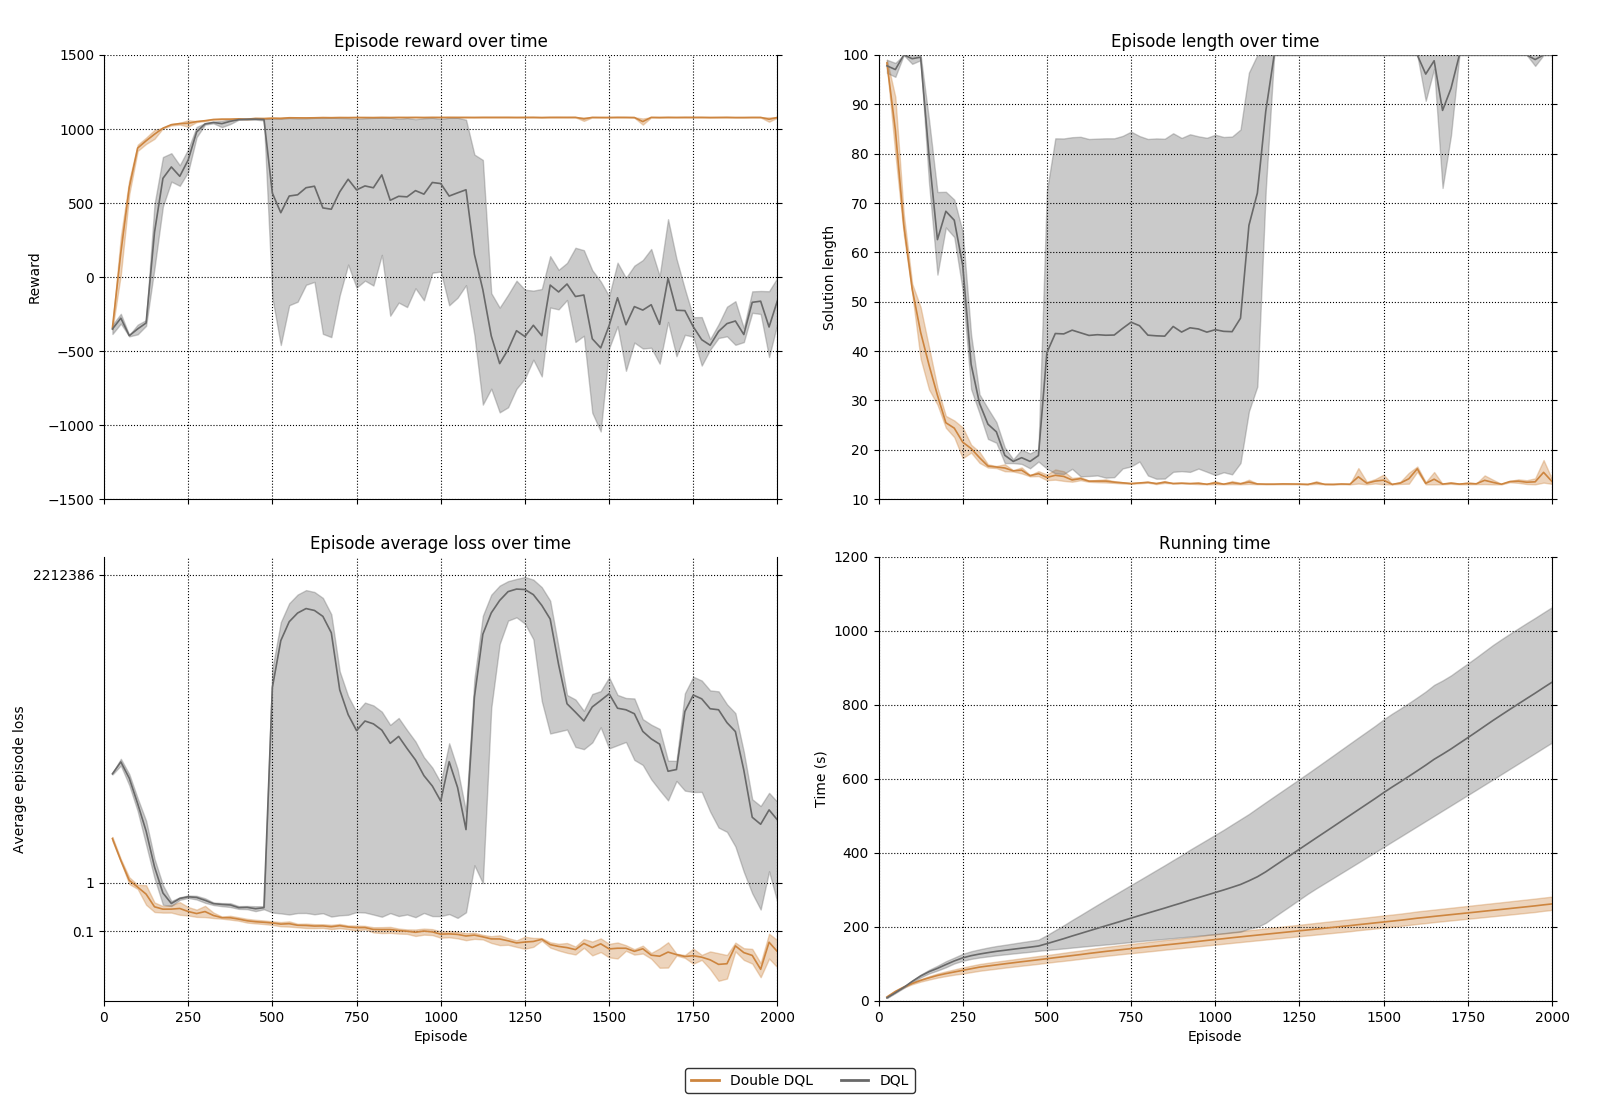 Episode reward over time
Reward
1500
1000
500
0
−500
−1000
−1500
Episode length over time
Solution length
100
90
80
70
60
50
40
30
20
10
Episode average loss over time
Average episode loss
2212386
1
0.1
0 250 500 750 1000 1250 1500 1750 2000
Episode
Running time
Time (s)
1200
1000
800
600
400
200
0
0 250 500 750 1000 1250 1500 1750 2000
Episode
Double DQL DQL